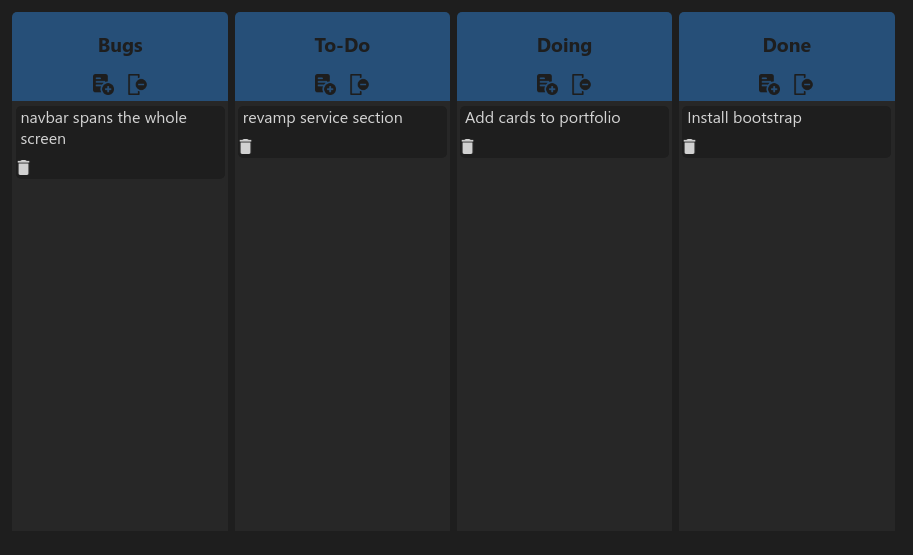 Bugs
To-Do
Doing
Done
navbar spans the whole
screen
revamp service section
Add cards to portfolio
Install bootstrap